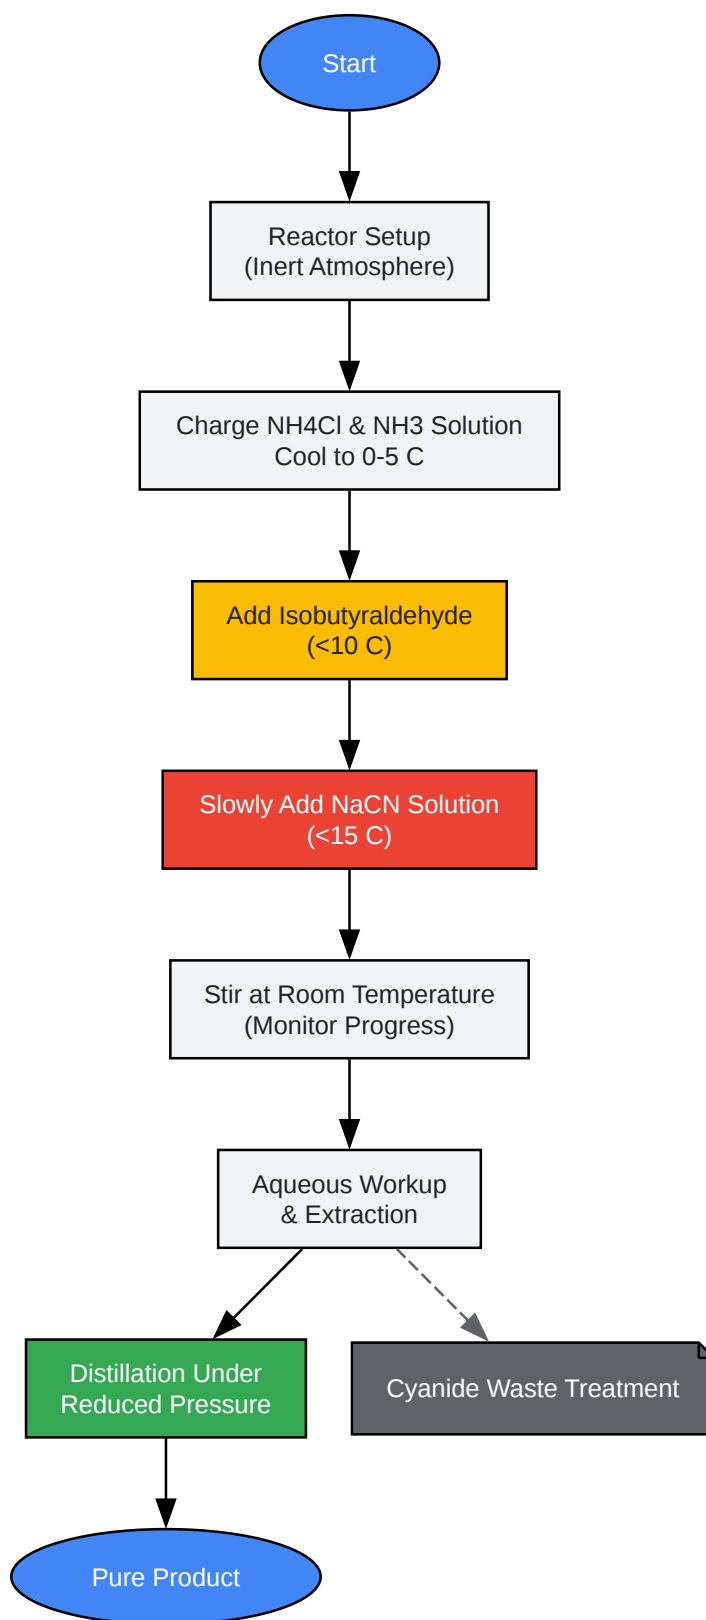 Start
Reactor Setup
(Inert Atmosphere)
Charge NH4Cl & NH3 Solution
Cool to 0-5 C
Add Isobutyraldehyde
(<10 C)
Slowly Add NaCN Solution
(<15 C)
Stir at Room Temperature
(Monitor Progress)
Aqueous Workup
& Extraction
Distillation Under
Reduced Pressure
Cyanide Waste Treatment
Pure Product